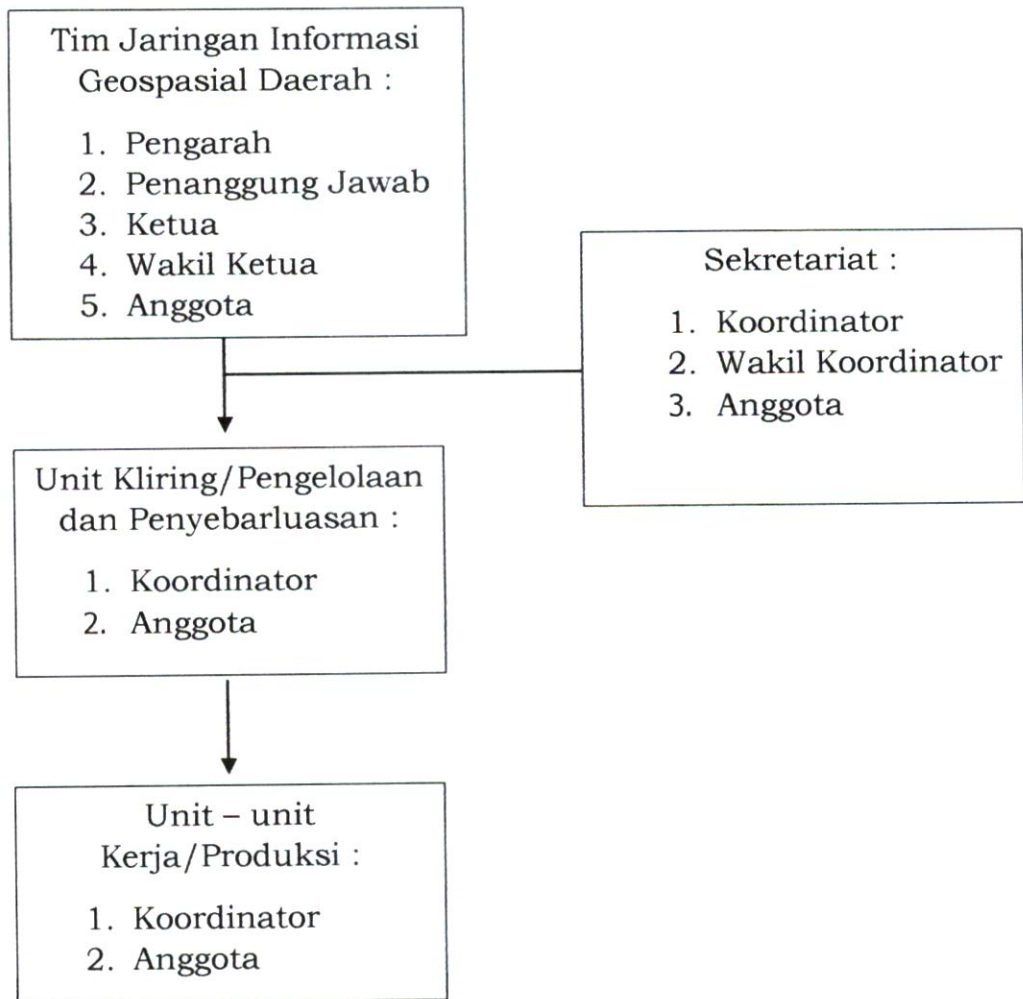 Tim Jaringan Informasi
Geospasial Daerah :
1. Pengarah
2. Penanggung Jawab
3. Ketua
4. Wakil Ketua
5. Anggota
Sekretariat :
1. Koordinator
2. Wakil Koordinator
3. Anggota
Unit Kliring/Pengelolaan
dan Penyebarluasan :
1. Koordinator
2. Anggota
Unit – unit
Kerja/Produksi :
1. Koordinator
2. Anggota